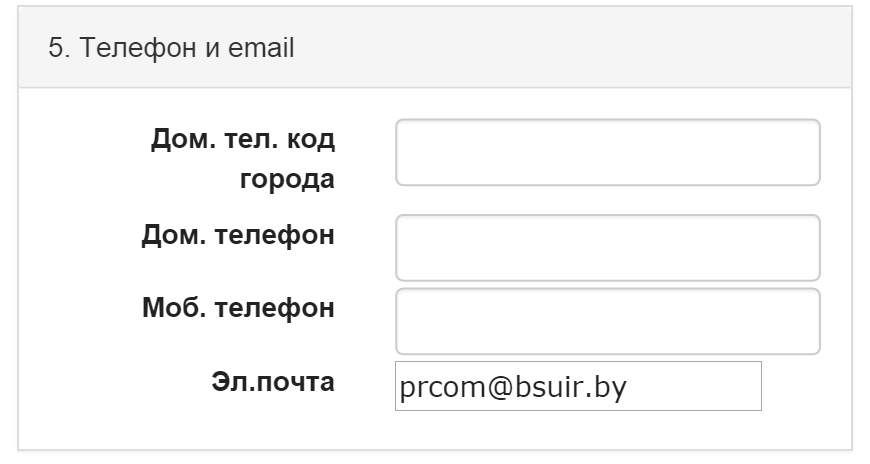 5. Телефон и email
Дом. тел. код
города
Дом. телефон
Моб. телефон
Эл.почта
prcom@bsuir.by